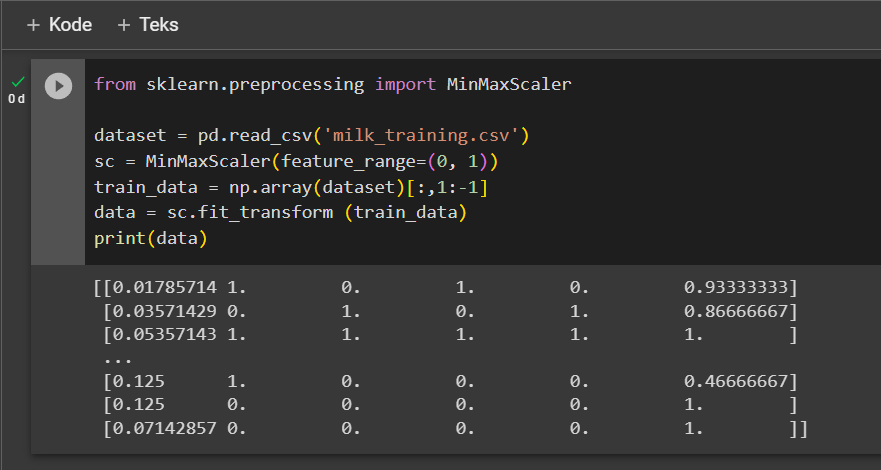 + Kode + Teks
from sklearn.preprocessing import MinMaxScaler
0 d
dataset = pd.read_csv('milk_training.csv')
sc = MinMaxScaler(feature_range=(0, 1))
train_data = np.array(dataset)[:,1:-1]
data = sc.fit_transform (train_data)
print(data)
[[0.01785714 1. 0. 1. 0. 0.93333333]
[0.03571429 0. 1. 0. 1. 0.86666667]
[0.05357143 1. 1. 1. 1. 1. ]
...
[0.125 1. 0. 0. 0. 0.46666667]
[0.125 0. 0. 0. 0. 1. ]
[0.07142857 0. 0. 0. 0. 1. ]]